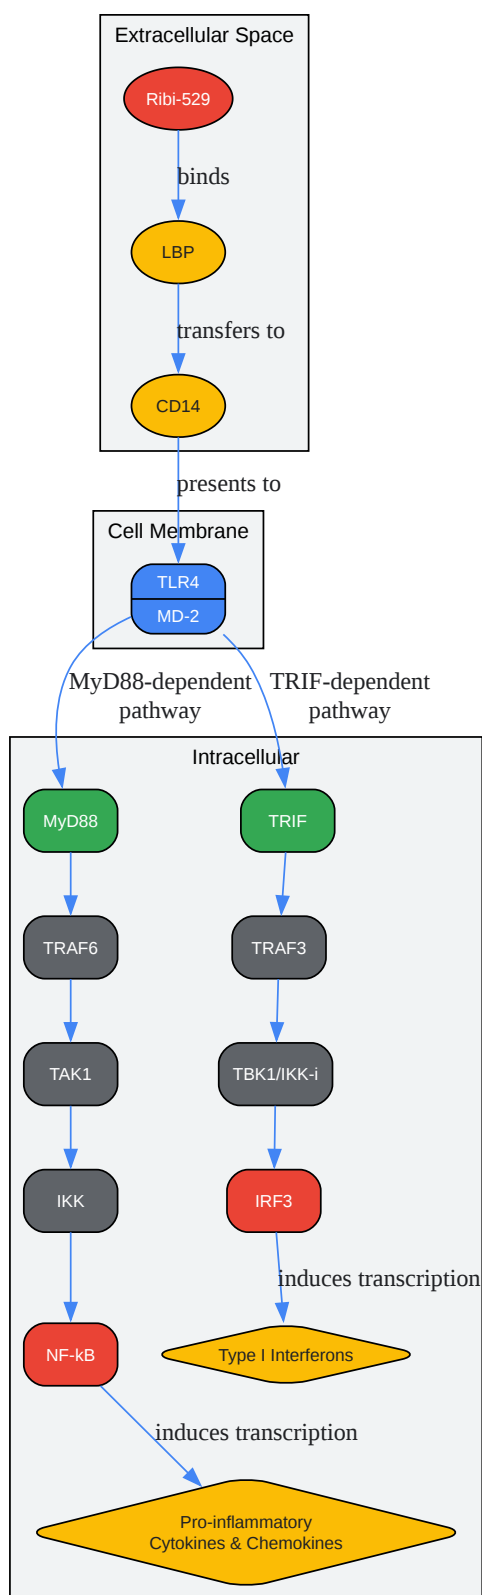 Extracellular Space
Ribi-529
binds
LBP
transfers to
CD14
presents to
Cell Membrane
TLR4
MD-2
MyD88-dependent
pathway
TRIF-dependent
pathway
Intracellular
MyD88
TRIF
TRAF6
TRAF3
TAK1
TBK1/IKK-i
IKK
IRF3
induces transcription
NF-kB
Type I Interferons
induces transcription
Pro-inflammatory
Cytokines & Chemokines